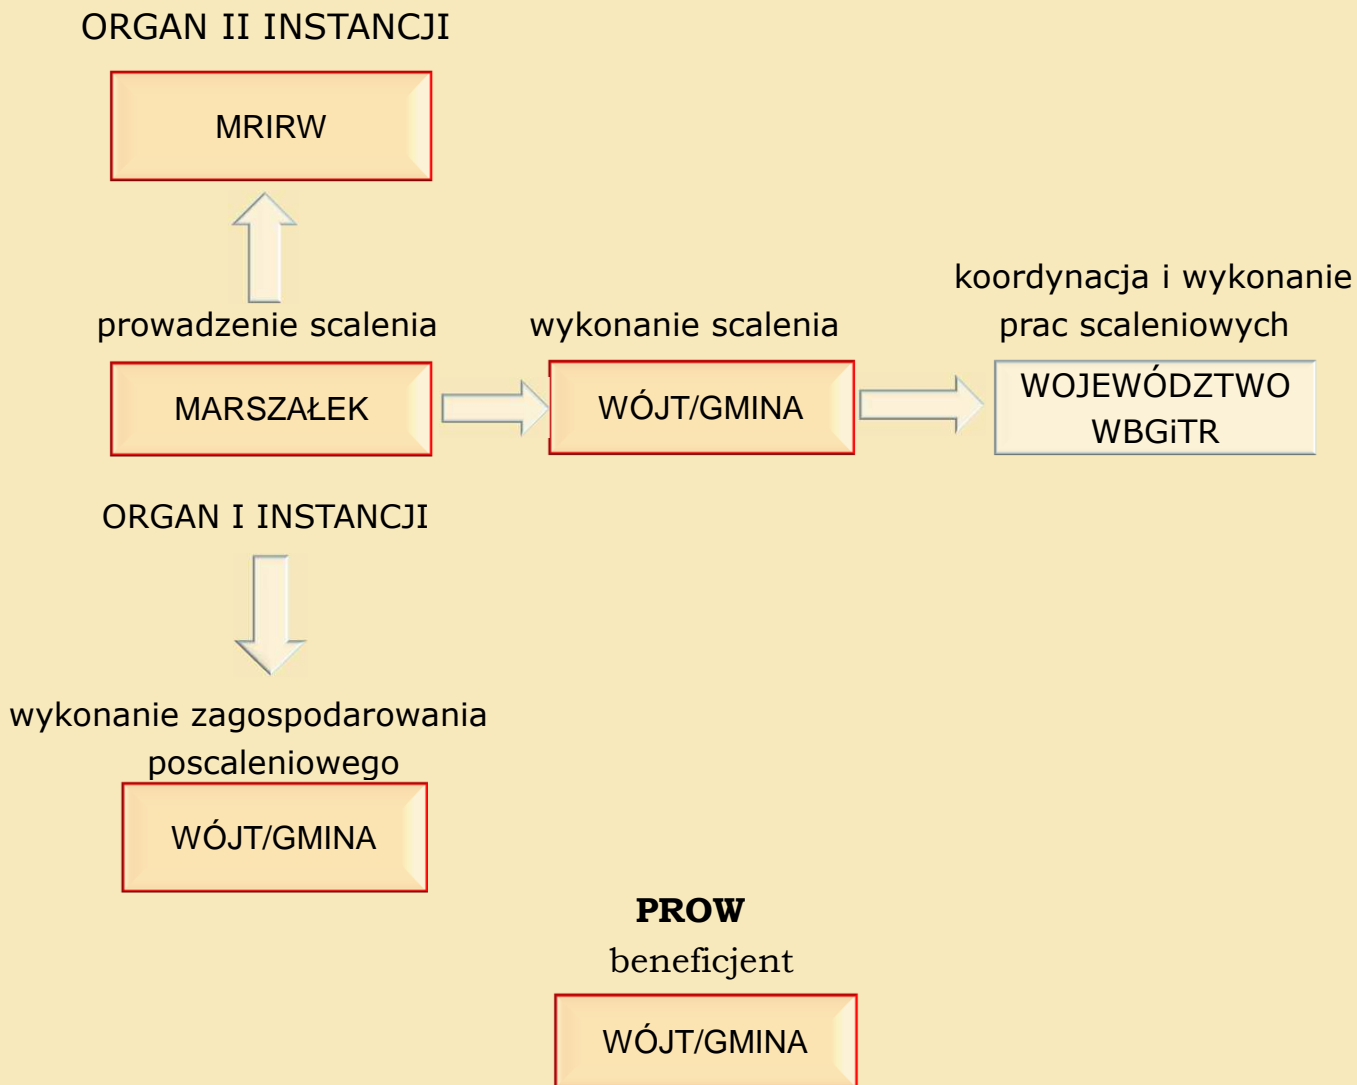 ORGAN II INSTANCJI
MRIRW
prowadzenie scalenia
MARSZAŁEK
ORGAN I INSTANCJI
wykonanie scalenia
WÓJT/GMINA
koordynacja i wykonanie
prac scaleniowych
WOJEWÓDZTWO
WBGiTR
wykonanie zagospodarowania
poscaleniowego
WÓJT/GMINA
PROW
beneficjent
WÓJT/GMINA